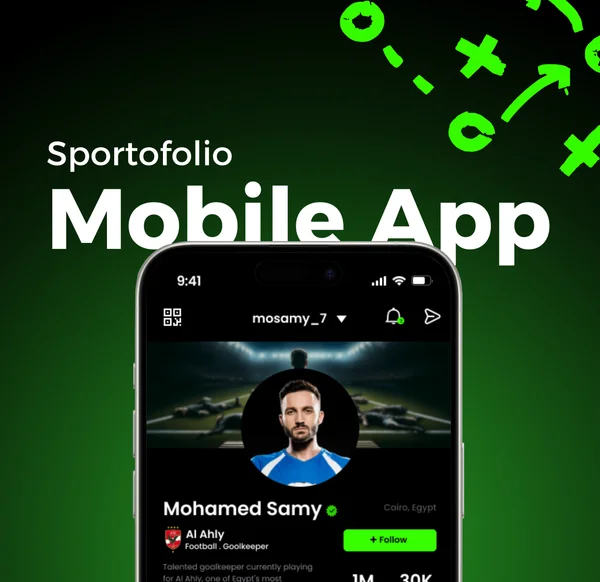 Sportofolio
Mobile App
9:41
mosamy_7
Mohamed Samy
Cairo, Egypt
Al Ahly
Football . Goolkeeper
+ Follow
Talented goalkeeper currently playing
for Al Ahly, one of Egypt's most
1M 30K